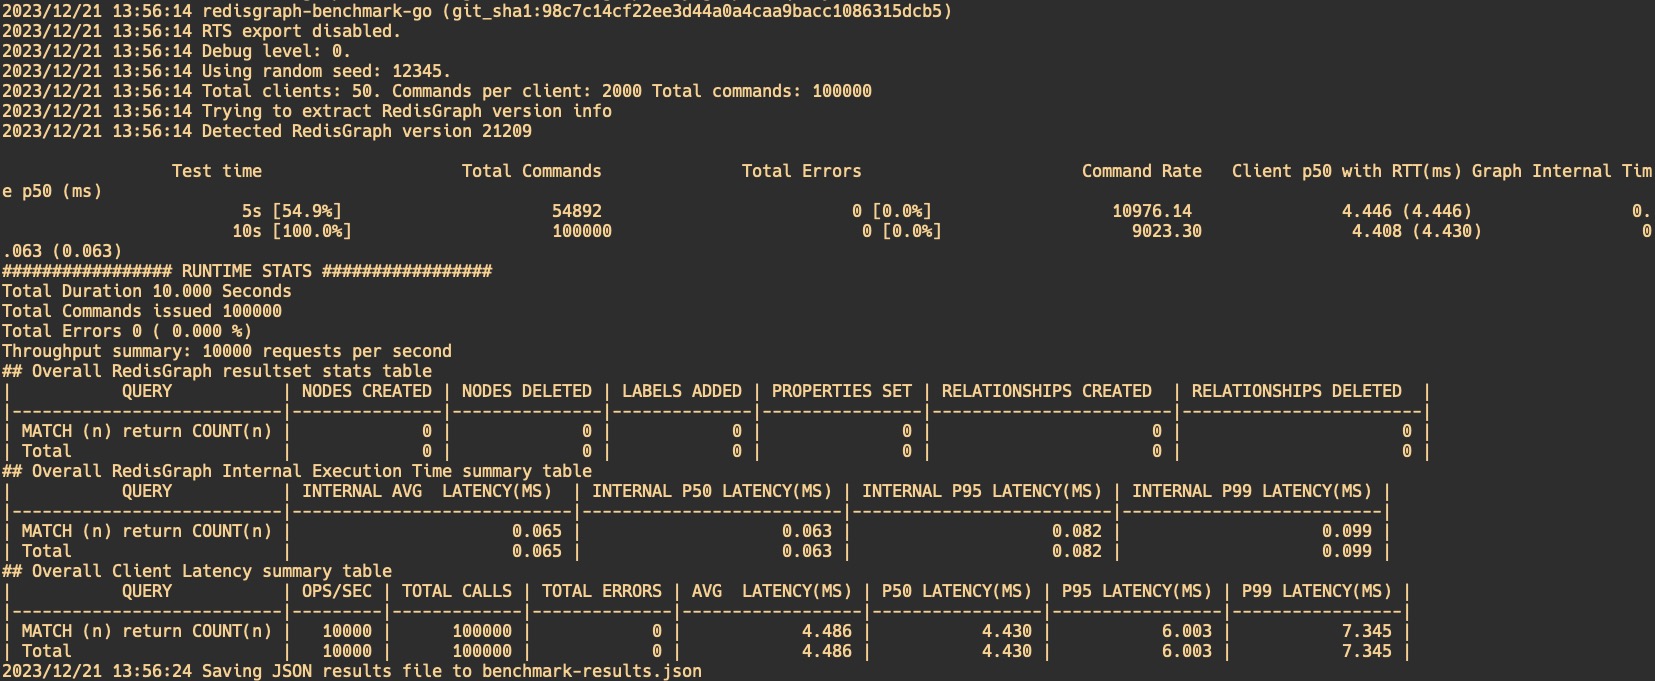 2023/12/21 13:56:14 redisgraph-benchmark-go (git_sha1:98c7c14cf22ee3d44a0a4caa9bacc1086315dcb5)
2023/12/21 13:56:14 RTS export disabled.
2023/12/21 13:56:14 Debug level: 0.
2023/12/21 13:56:14 Using random seed: 12345.
2023/12/21 13:56:14 Total clients: 50. Commands per client: 2000 Total commands: 100000
2023/12/21 13:56:14 Trying to extract RedisGraph version info
2023/12/21 13:56:14 Detected RedisGraph version 21209
Test time Total Commands Total Errors Command Rate Client p50 with RTT(ms) Graph Internal Tim
e p50 (ms)
5s [54.9%] 54892 0 [0.0%] 10976.14 4.446 (4.446) 0.
10s [100.0%] 100000 0 [0.0%] 9023.30 4.408 (4.430) 0
.063 (0.063)
################# RUNTIME STATS #################
Total Duration 10.000 Seconds
Total Commands issued 100000
Total Errors 0 ( 0.000 %)
Throughput summary: 10000 requests per second
## Overall RedisGraph resultset stats table
| QUERY | NODES CREATED | NODES DELETED | LABELS ADDED | PROPERTIES SET | RELATIONSHIPS CREATED | RELATIONSHIPS DELETED |
|---------------------------|---------------|---------------|--------------|----------------|------------------------|------------------------|
| MATCH (n) return COUNT(n) | 0 | 0 | 0 | 0 | 0 | 0 |
| Total | 0 | 0 | 0 | 0 | 0 | 0 |
## Overall RedisGraph Internal Execution Time summary table
| QUERY | INTERNAL AVG LATENCY(MS) | INTERNAL P50 LATENCY(MS) | INTERNAL P95 LATENCY(MS) | INTERNAL P99 LATENCY(MS) |
|---------------------------|----------------------------|--------------------------|--------------------------|--------------------------|
| MATCH (n) return COUNT(n) | 0.065 | 0.063 | 0.082 | 0.099 |
| Total | 0.065 | 0.063 | 0.082 | 0.099 |
## Overall Client Latency summary table
| QUERY | OPS/SEC | TOTAL CALLS | TOTAL ERRORS | AVG LATENCY(MS) | P50 LATENCY(MS) | P95 LATENCY(MS) | P99 LATENCY(MS) |
|---------------------------|---------|-------------|--------------|------------------|-----------------|-----------------|-----------------|
| MATCH (n) return COUNT(n) | 10000 | 100000 | 0 | 4.486 | 4.430 | 6.003 | 7.345 |
| Total | 10000 | 100000 | 0 | 4.486 | 4.430 | 6.003 | 7.345 |
2023/12/21 13:56:24 Saving JSON results file to benchmark-results.json